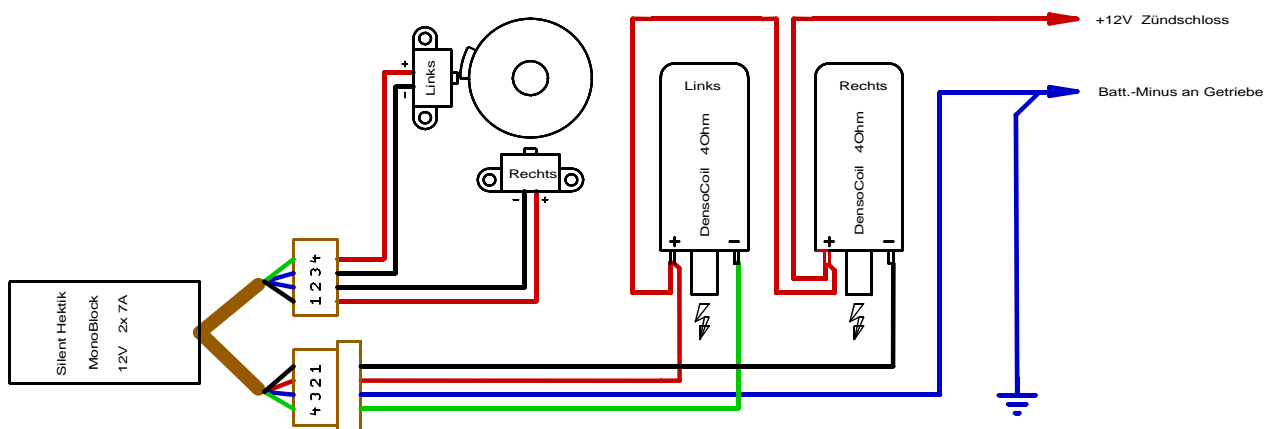 +12V Zündschloss
Batt.-Minus an Getriebe
+
Links
-
Rechts
- +
Links
DensoCoil 4Ohm
+ -
Rechts
DensoCoil 4Ohm
+ -
Silent Hektik
MonoBlock
12V 2x 7A
1 2 3 4
4 3 2 1